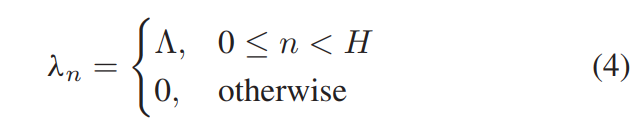 λ_n = { Λ, 0 ≤ n < H
0, otherwise (4)